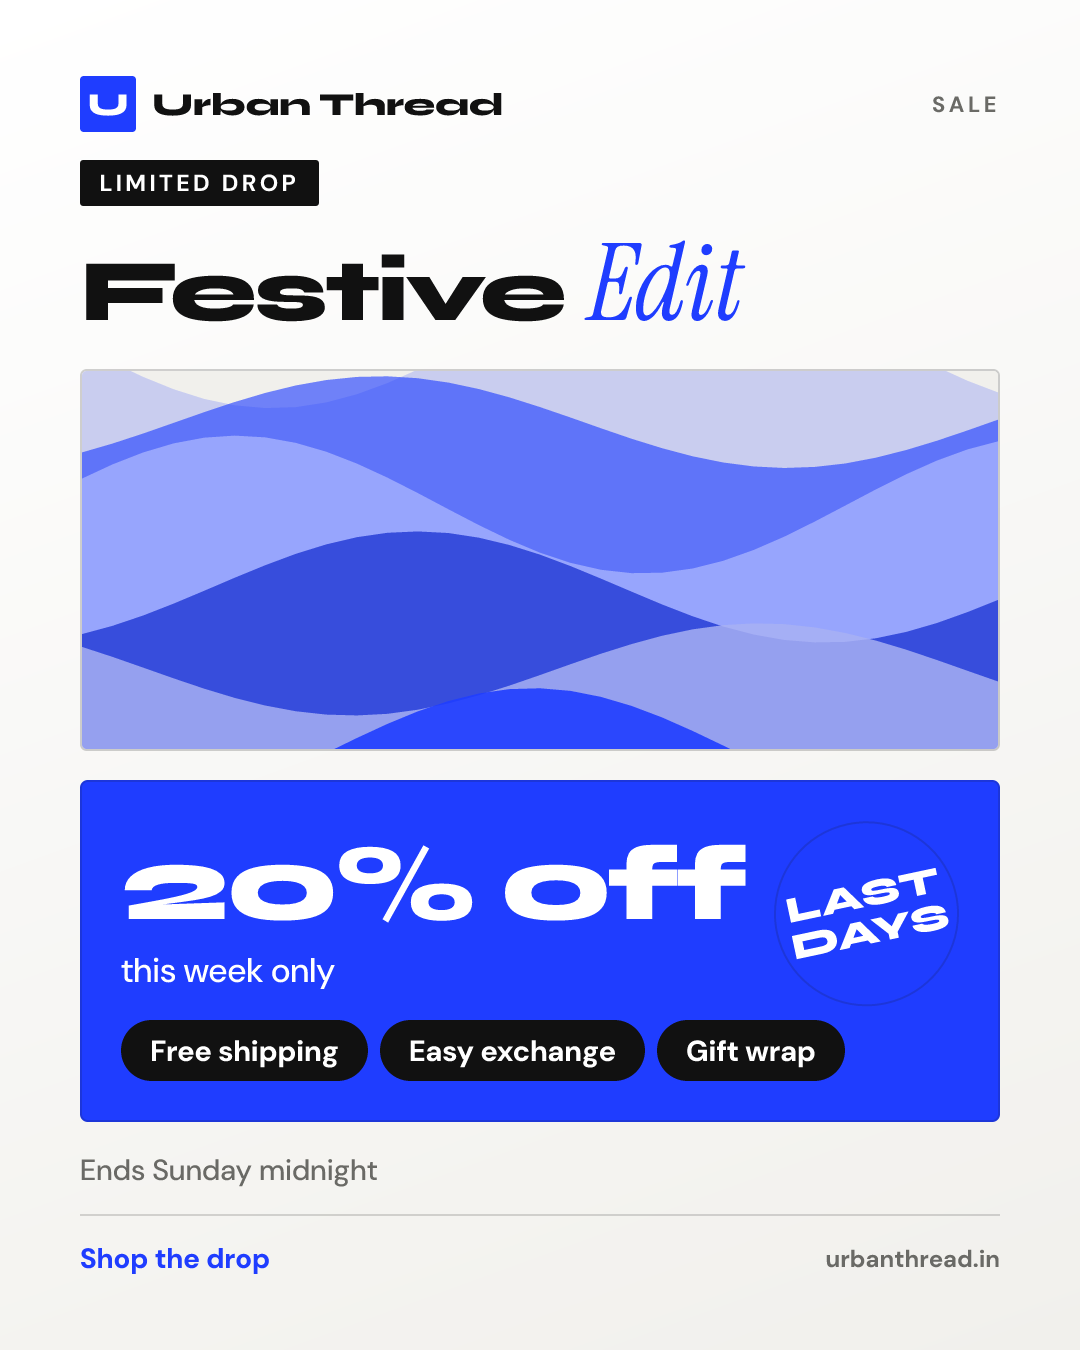 U Urban Thread
SALE
LIMITED DROP
Festive Edit
20% Off
LAST
DAYS
this week only
Free shipping
Easy exchange
Gift wrap
Ends Sunday midnight
Shop the drop
urbanthread.in